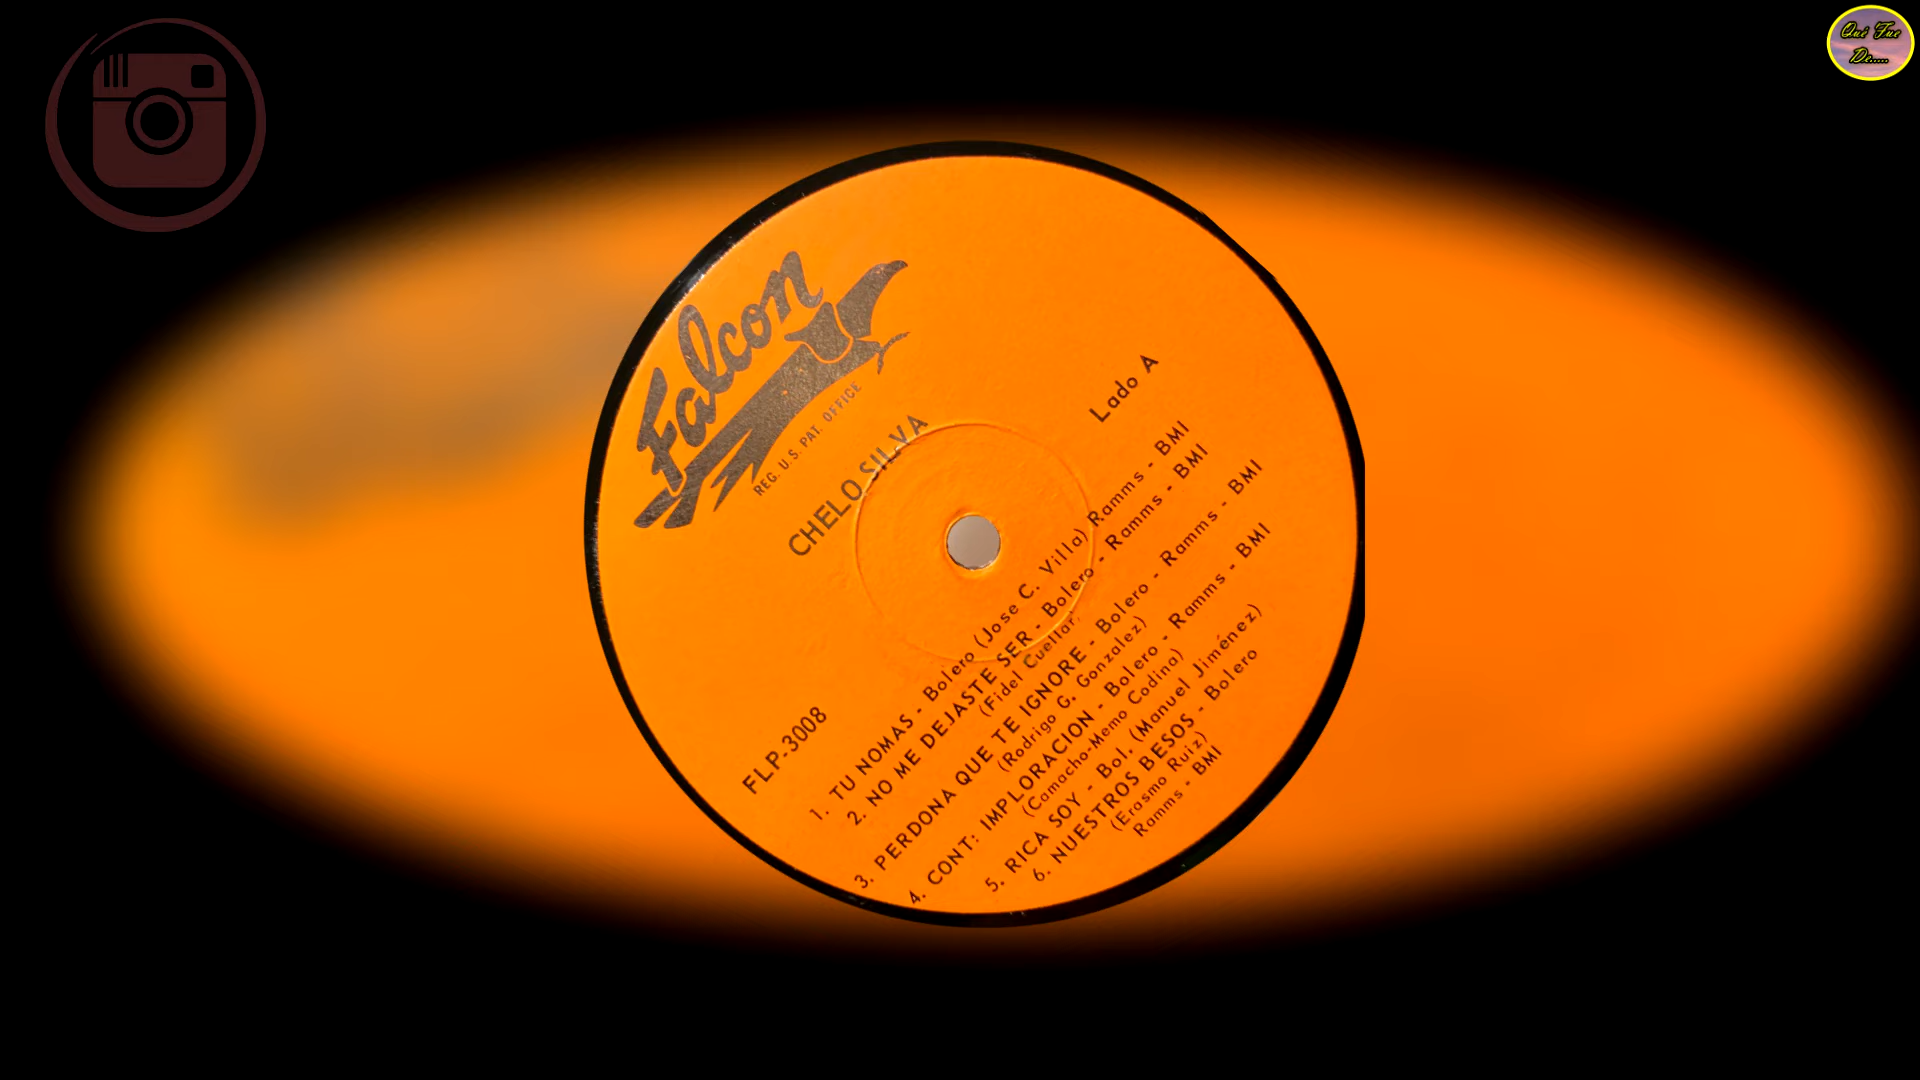 Qué Fue
De.....
Falcon
REG. U.S. PAT. OFFICE
CHELO SILVA
Lado A
FLP-3008
1. TU NOMAS - Bolero (Jose C. Villa) Ramms - BMI
2. NO ME DEJASTE SER - Bolero - Ramms - BMI
(Fidel Cuellar)
3. PERDONA QUE TE IGNORE - Bolero - Ramms - BMI
(Rodrigo G. Gonzalez)
4. CONT: IMPLORACION - Bolero - Ramms - BMI
(Camacho-Memo Codina)
5. RICA SOY - Bol. (Manuel Jiménez)
6. NUESTROS BESOS - Bolero
(Erasmo Ruiz)
Ramms - BMI